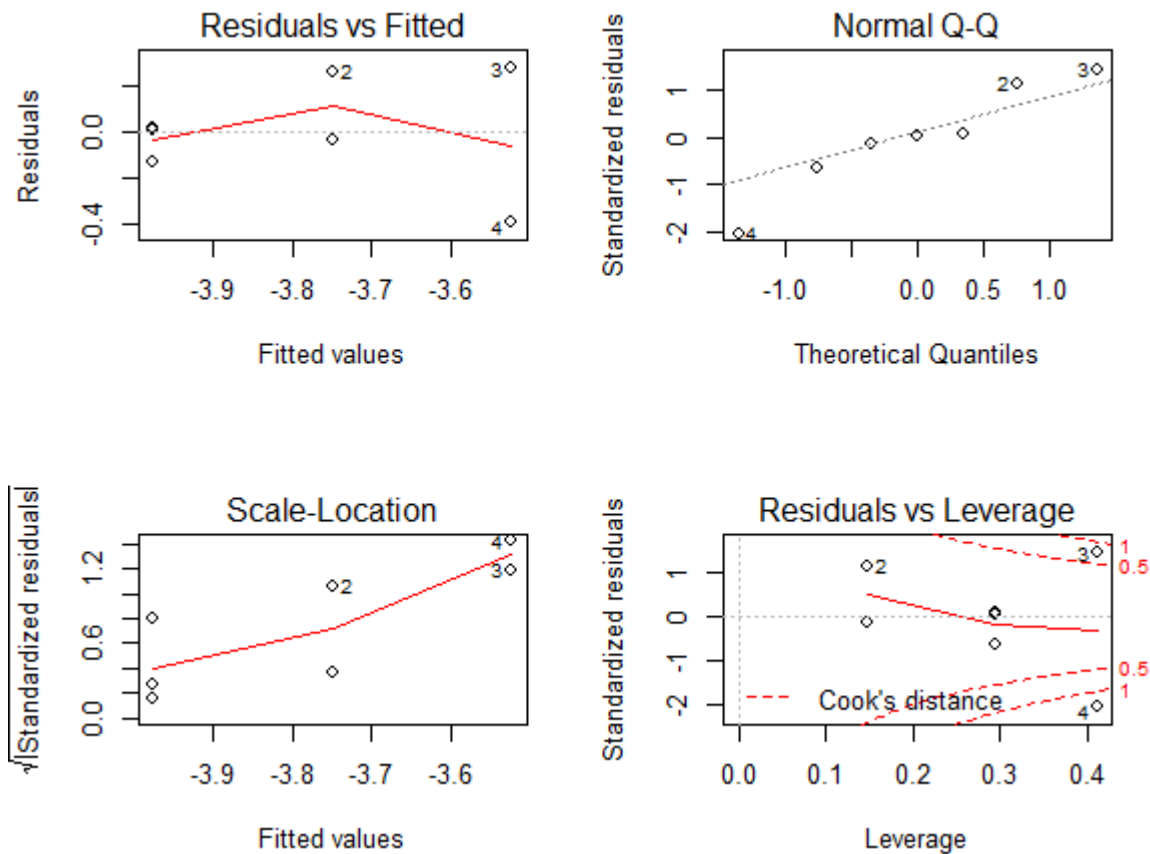 Residuals vs Fitted
Residuals
0.0
-0.4
2
3
4
-3.9 -3.8 -3.7 -3.6
Fitted values
Normal Q-Q
Standardized residuals
1
0
-1
-2
2
3
4
-1.0 0.0 0.5 1.0
Theoretical Quantiles
Scale-Location
√|Standardized residuals|
1.2
0.6
0.0
4
3
2
-3.9 -3.8 -3.7 -3.6
Fitted values
Residuals vs Leverage
Standardized residuals
1
0
-1
-2
2
3
4
1
0.5
0.5
1
Cook's distance
0.0 0.1 0.2 0.3 0.4
Leverage